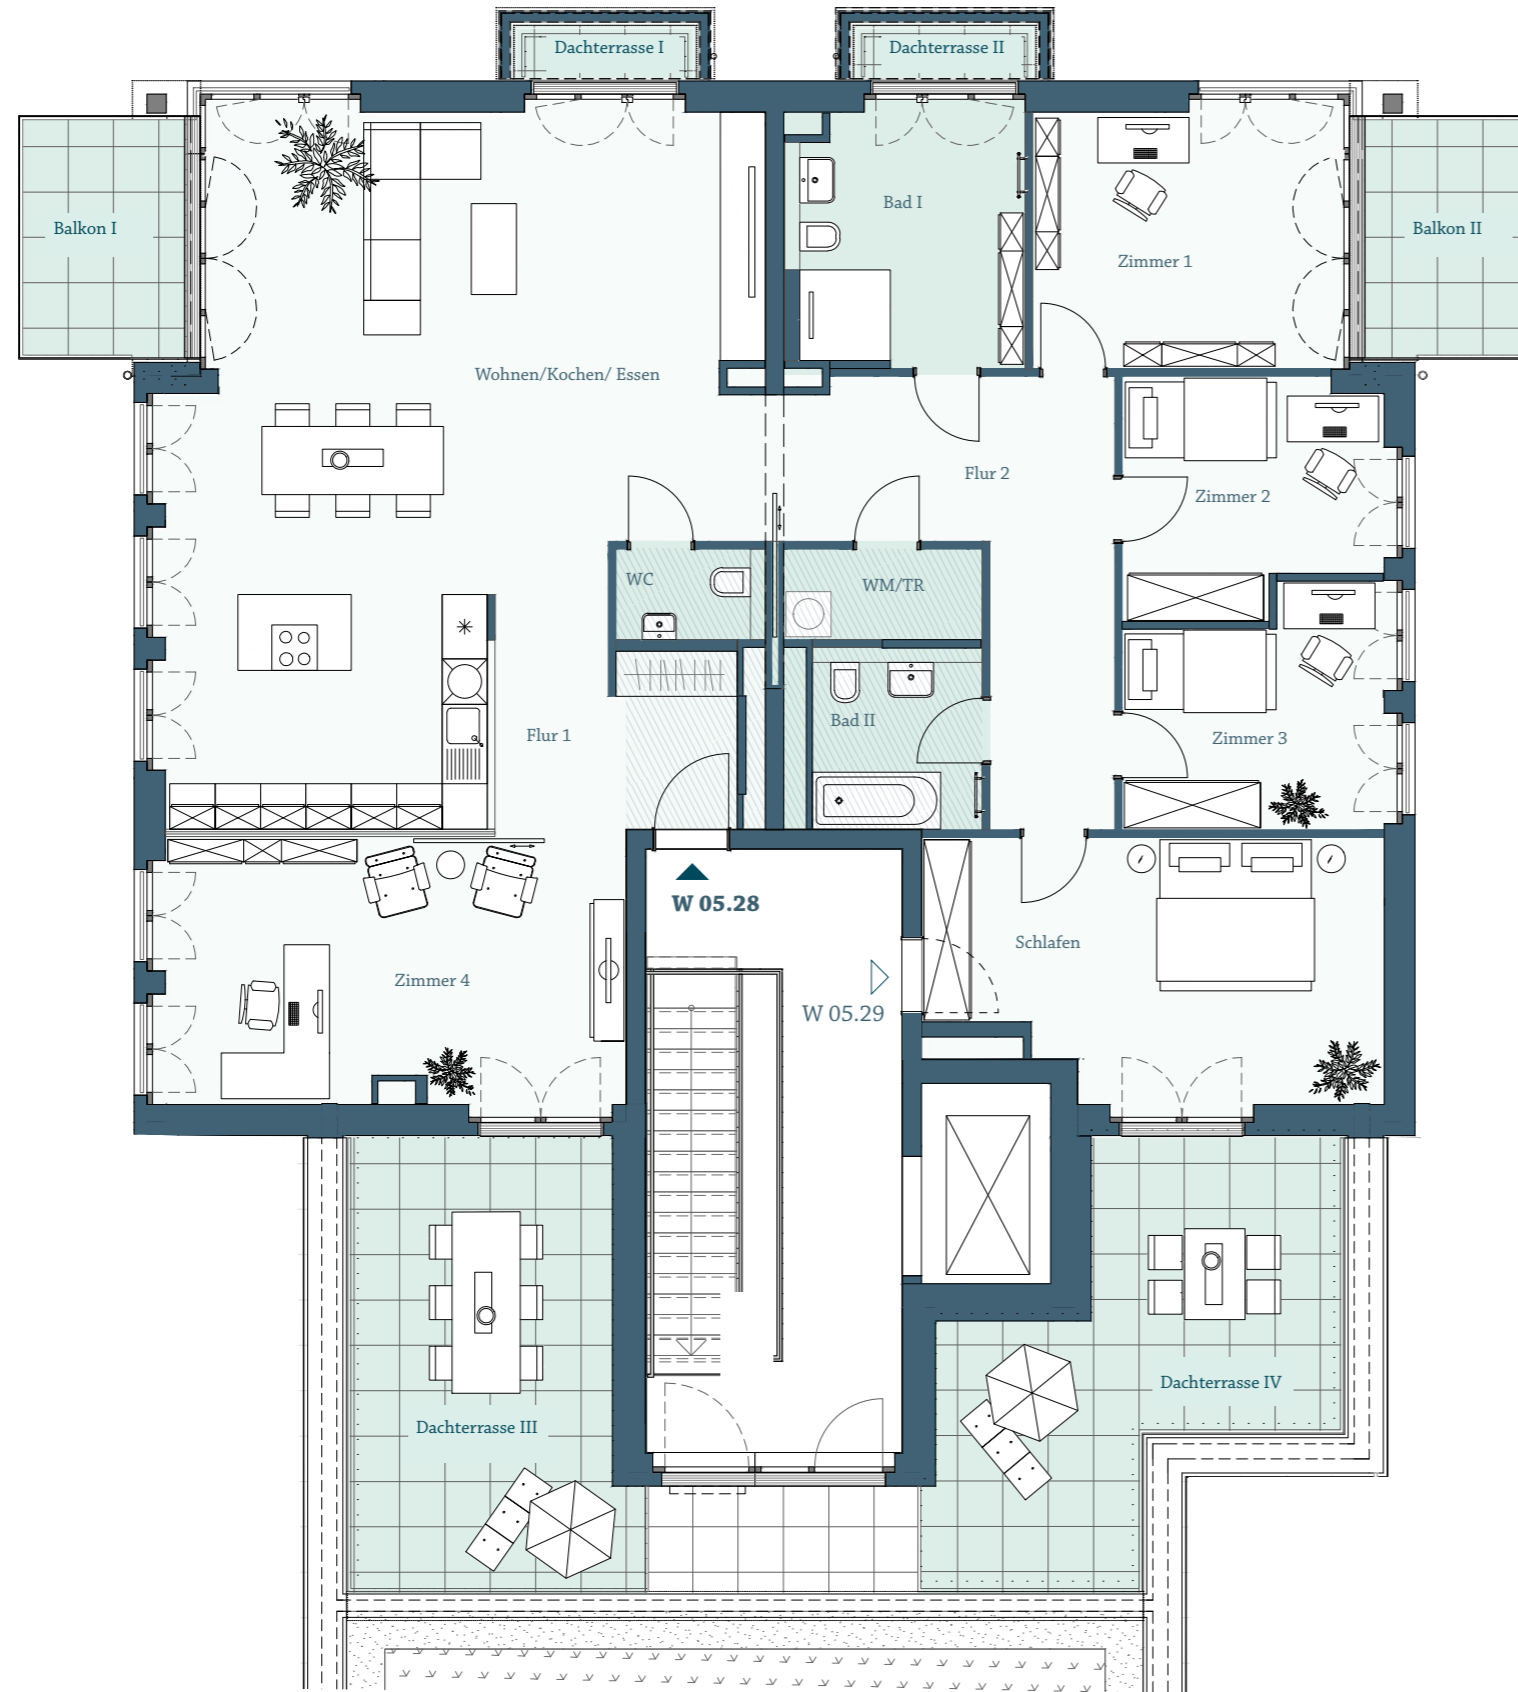 Dachterrasse I
Dachterrasse II
Balkon I
Bad I
Zimmer 1
Balkon II
Wohnen/Kochen/ Essen
Flur 2
Zimmer 2
WC
WM/TR
Flur 1
Bad II
Zimmer 3
W 05.28
Schlafen
Zimmer 4
W 05.29
Dachterrasse IV
Dachterrasse III